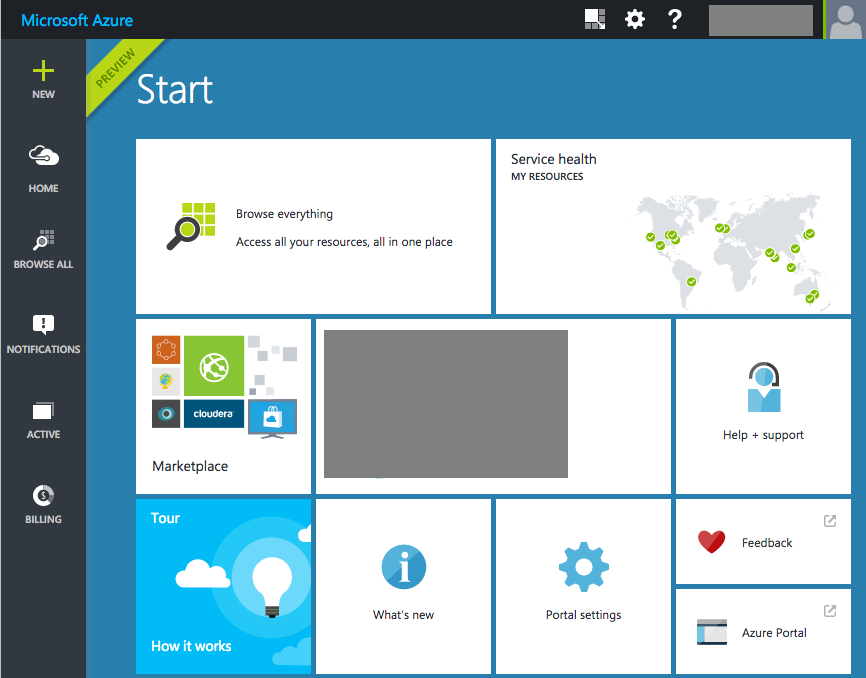 Microsoft Azure
?
PREVIEW
Start
NEW
HOME
BROWSE ALL
NOTIFICATIONS
ACTIVE
BILLING
Browse everything
Access all your resources, all in one place
Service health
MY RESOURCES
cloudera
Marketplace
Help + support
Tour
How it works
What's new
Portal settings
Feedback
Azure Portal